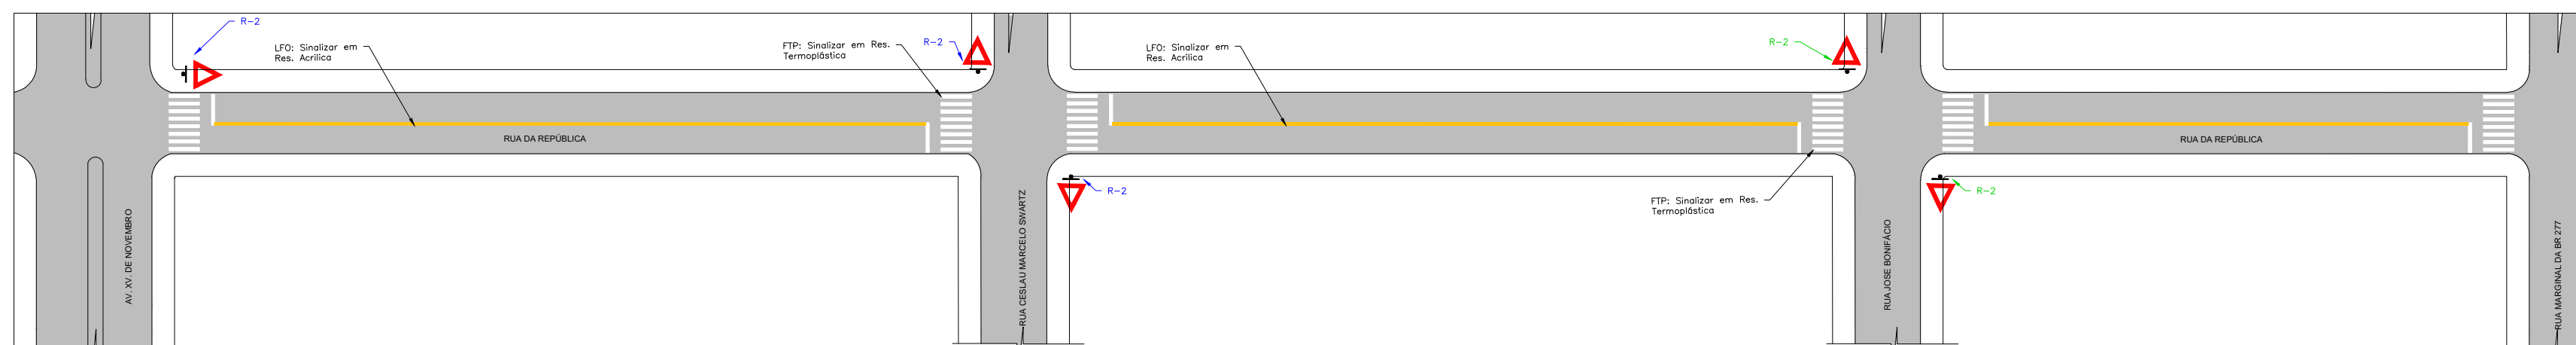 R-2
LFO: Sinalizar em
Res. Acrílica
FTP: Sinalizar em Res.
Termoplástica
R-2
LFO: Sinalizar em
Res. Acrílica
R-2
RUA DA REPÚBLICA
RUA DA REPÚBLICA
R-2
FTP: Sinalizar em Res.
Termoplástica
R-2
AV. XV. DE NOVEMBRO
RUA CESLAU MARCELO SWARTZ
RUA JOSE BONIFÁCIO
RUA MARGINAL DA BR 277